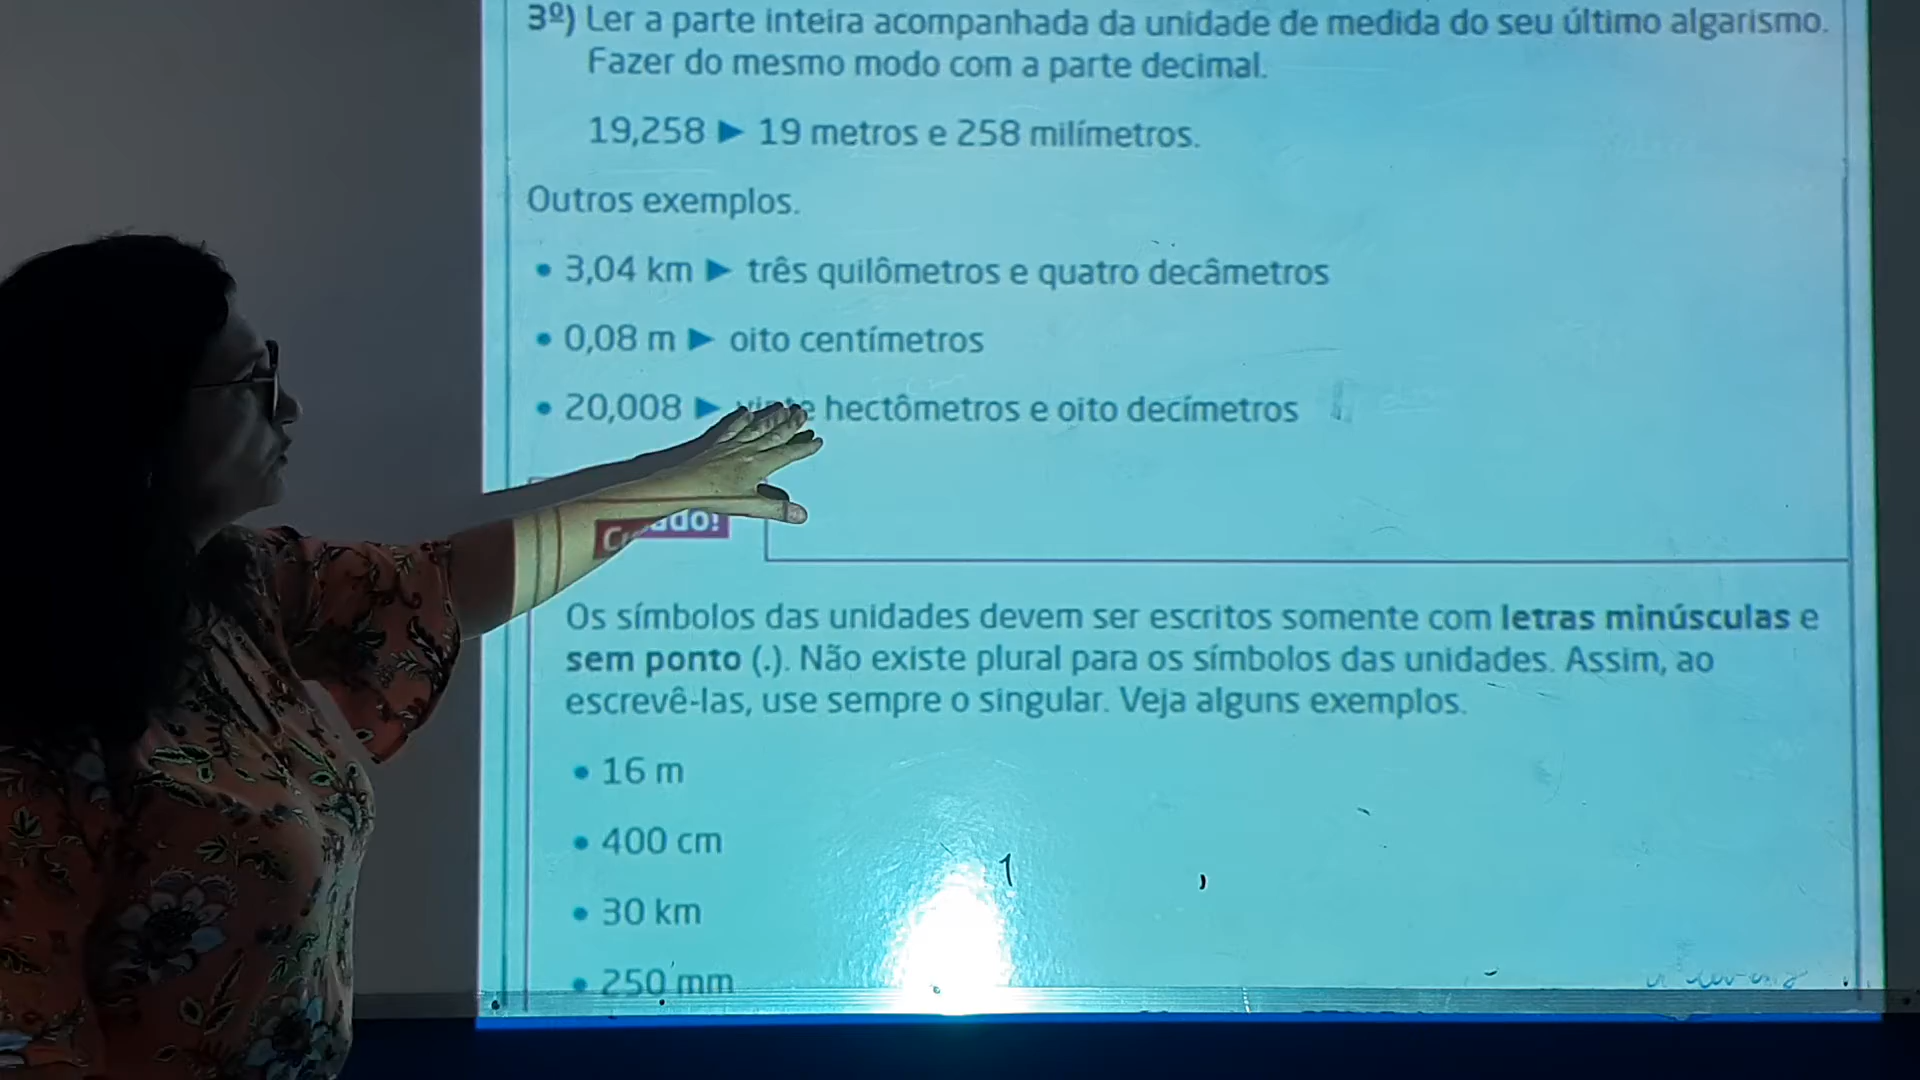 3º) Ler a parte inteira acompanhada da unidade de medida do seu último algarismo.
Fazer do mesmo modo com a parte decimal.
19,258 ► 19 metros e 258 milímetros.
Outros exemplos.
• 3,04 km ► três quilômetros e quatro decâmetros
• 0,08 m ► oito centímetros
• 20,008 ► vinte hectômetros e oito decímetros
Os símbolos das unidades devem ser escritos somente com letras minúsculas e
sem ponto (.). Não existe plural para os símbolos das unidades. Assim, ao
escrevê-las, use sempre o singular. Veja alguns exemplos.
• 16 m
• 400 cm
• 30 km
• 250 mm